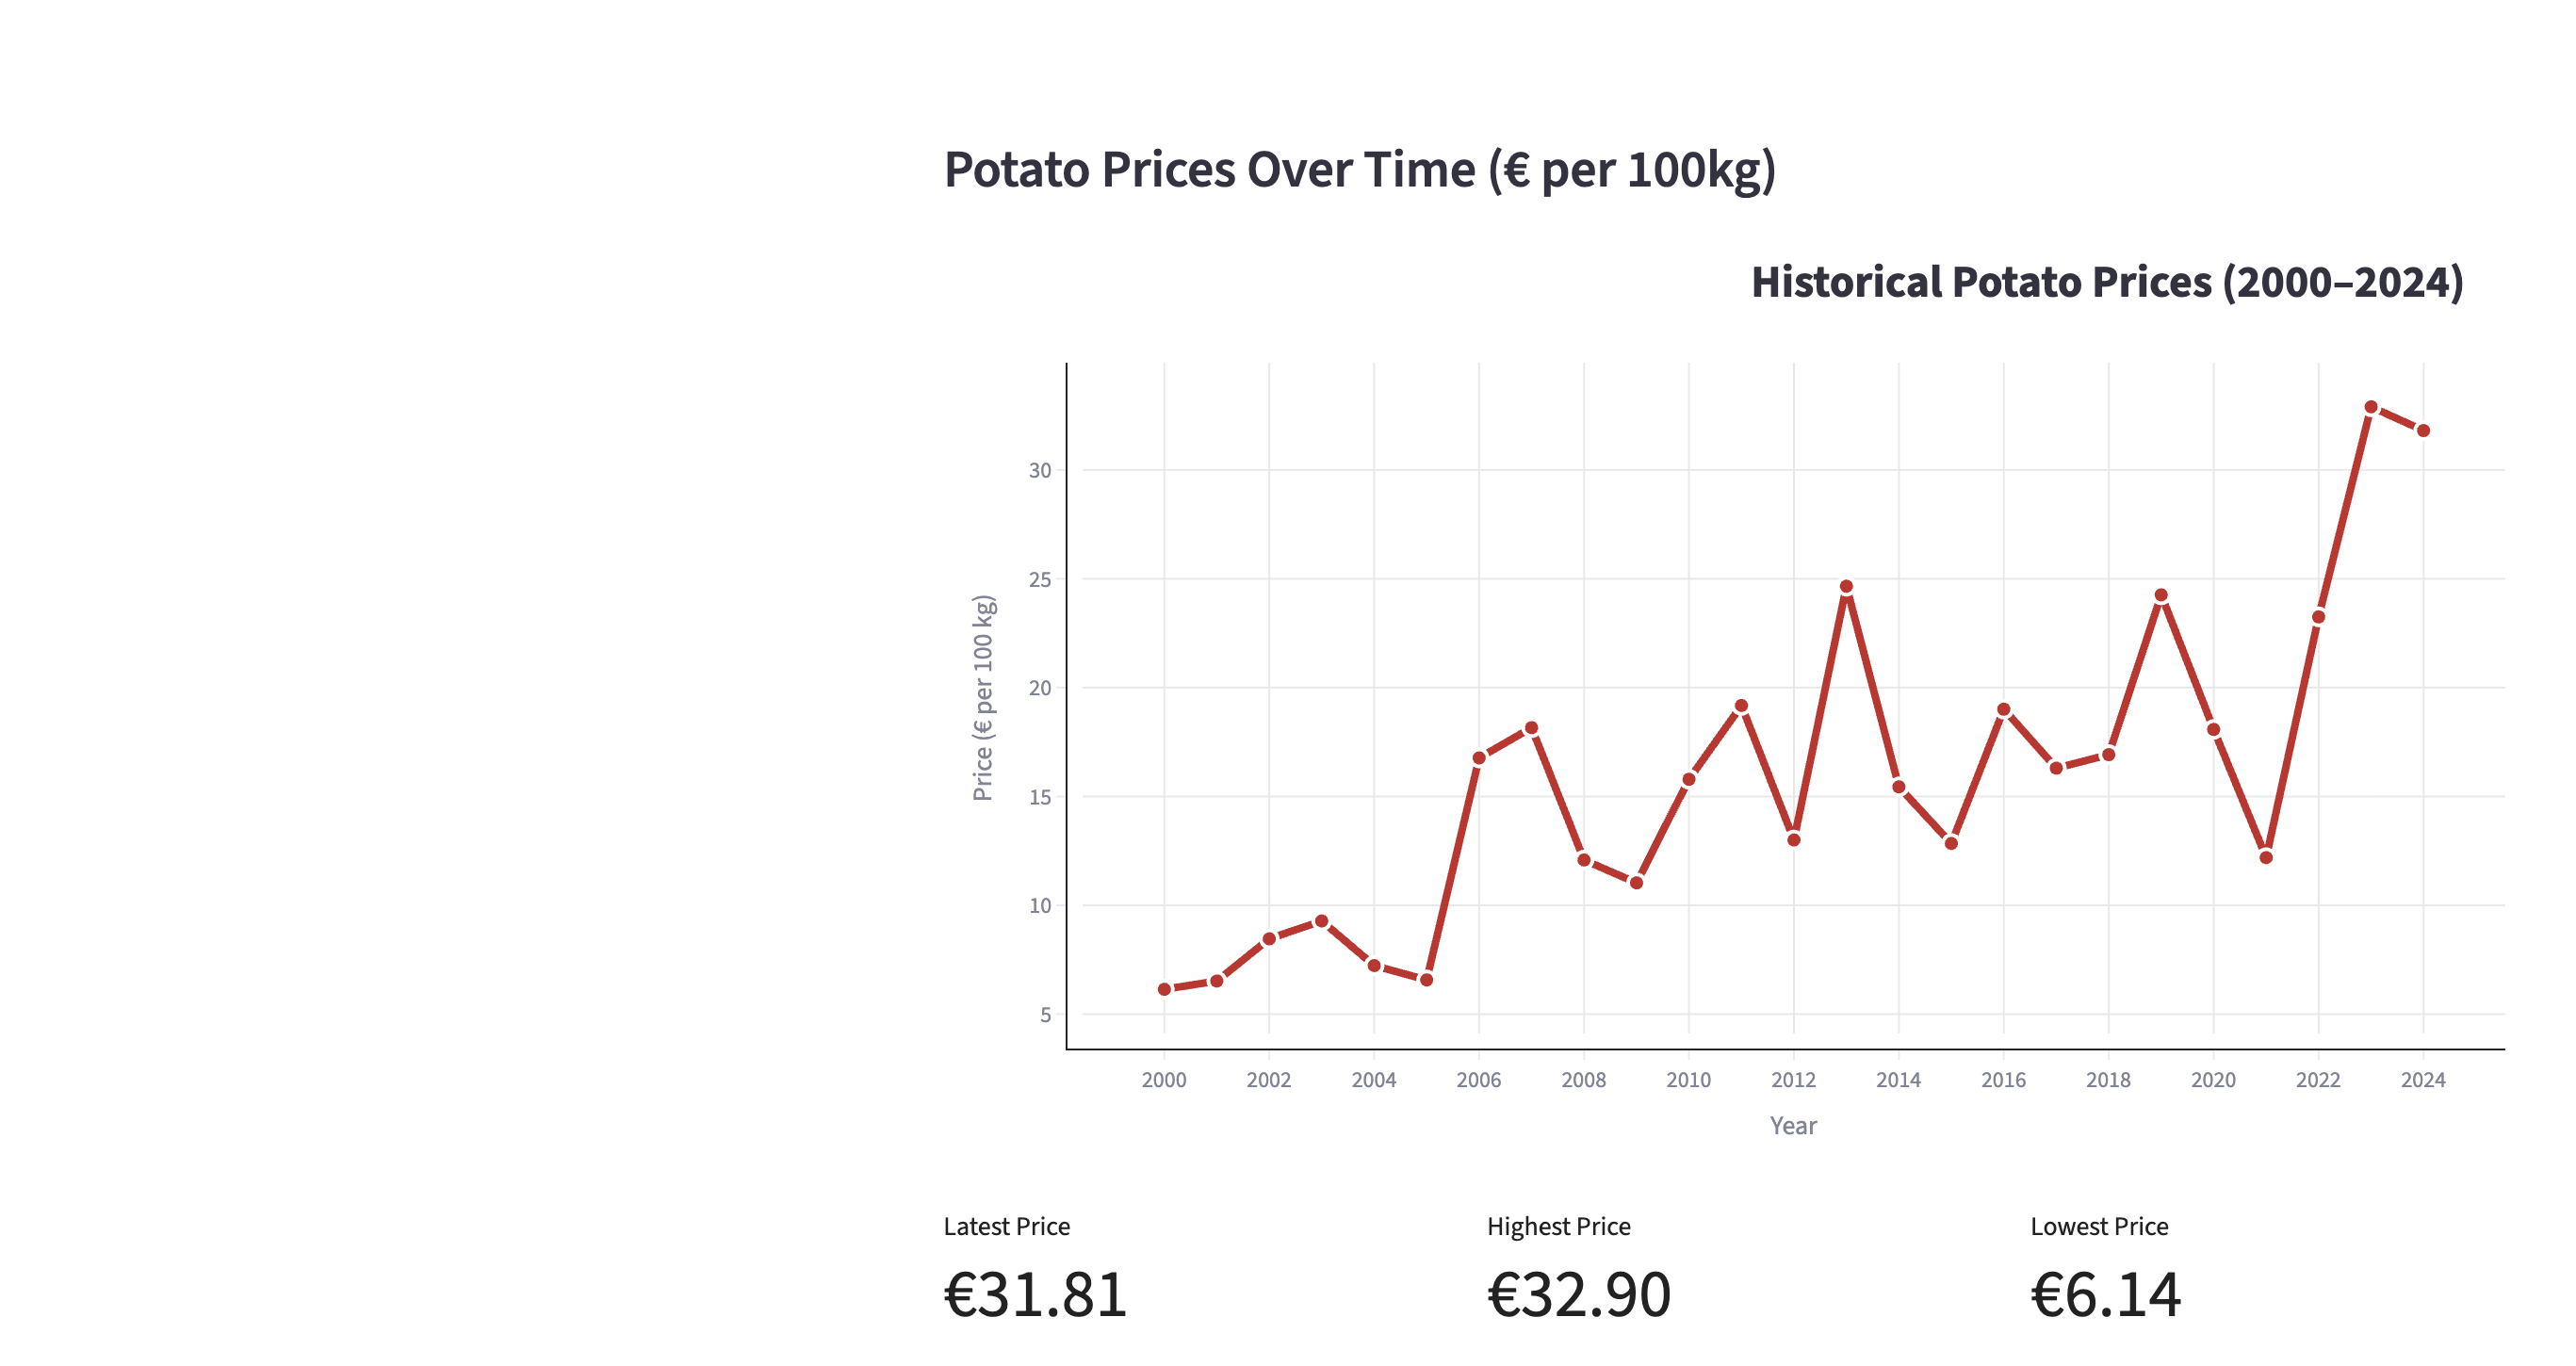 Potato Prices Over Time (€ per 100kg)
Historical Potato Prices (2000–2024)
Price (€ per 100 kg)
30
25
20
15
10
5
2000 2002 2004 2006 2008 2010 2012 2014 2016 2018 2020 2022 2024
Year
Latest Price Highest Price Lowest Price
€31.81 €32.90 €6.14